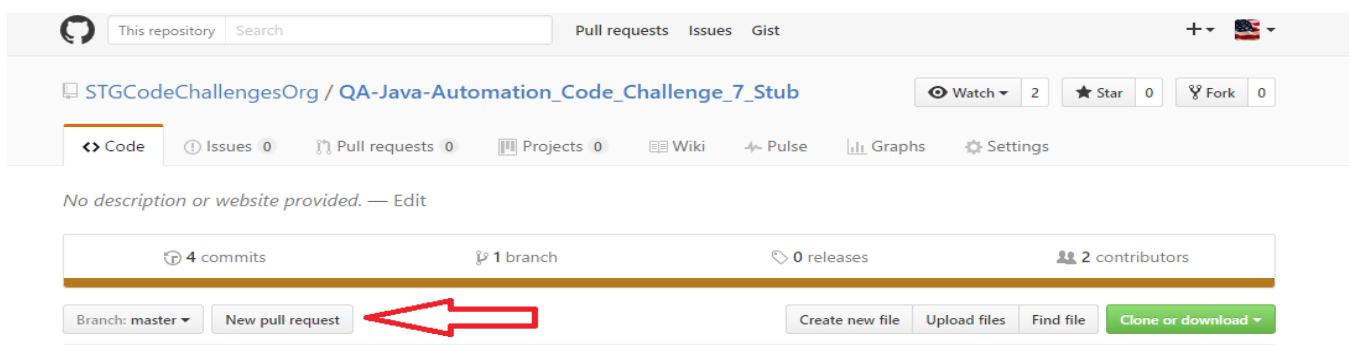 This repository Search Pull requests Issues Gist
STGCodeChallengesOrg / QA-Java-Automation_Code_Challenge_7_Stub Watch 2 Star 0 Fork 0
Code Issues 0 Pull requests 0 Projects 0 Wiki Pulse Graphs Settings
No description or website provided. — Edit
4 commits 1 branch 0 releases 2 contributors
Branch: master New pull request Create new file Upload files Find file Clone or download